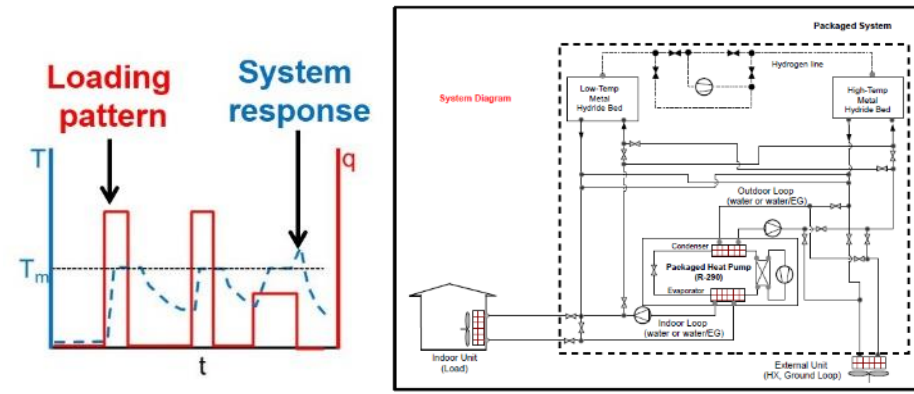 Loading
pattern
System
response
T
q
Tm
t
Packaged System
System Diagram
Hydrogen line
Low-Temp
Metal
Hydride Bed
High-Temp
Metal
Hydride Bed
Outdoor Loop
(water or water/EG)
Condenser
Packaged Heat Pump
(R-290)
Evaporator
Indoor Loop
(water or water/EG)
Indoor Unit
(Load)
External Unit
(HX, Ground Loop)